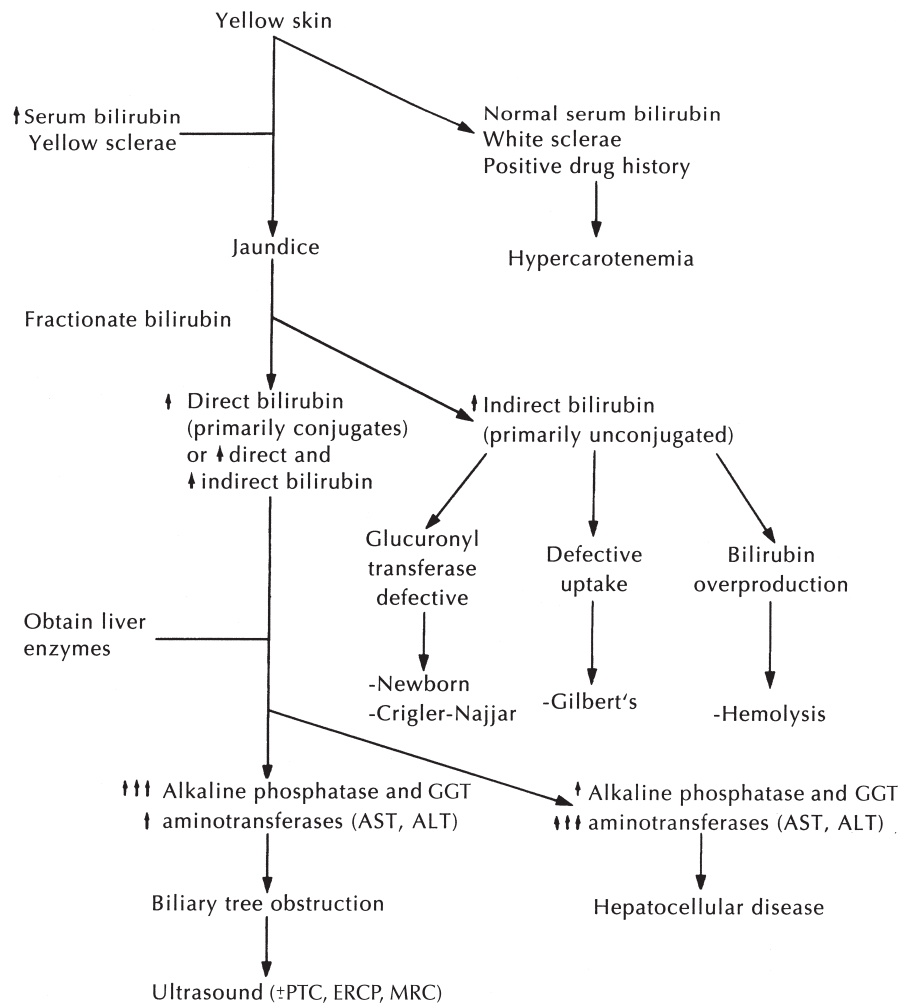 Yellow skin
↑Serum bilirubin
Yellow sclerae
Normal serum bilirubin
White sclerae
Positive drug history
Jaundice
Hypercarotenemia
Fractionate bilirubin
↑ Direct bilirubin
(primarily conjugates)
or ↑direct and
↑indirect bilirubin
↑Indirect bilirubin
(primarily unconjugated)
Glucuronyl
transferase
defective
Defective
uptake
Bilirubin
overproduction
Obtain liver
enzymes
-Newborn
-Crigler-Najjar
-Gilbert‘s
-Hemolysis
↑↑↑ Alkaline phosphatase and GGT
↑ aminotransferases (AST, ALT)
↑ Alkaline phosphatase and GGT
↑↑↑ aminotransferases (AST, ALT)
Biliary tree obstruction
Hepatocellular disease
Ultrasound (±PTC, ERCP, MRC)